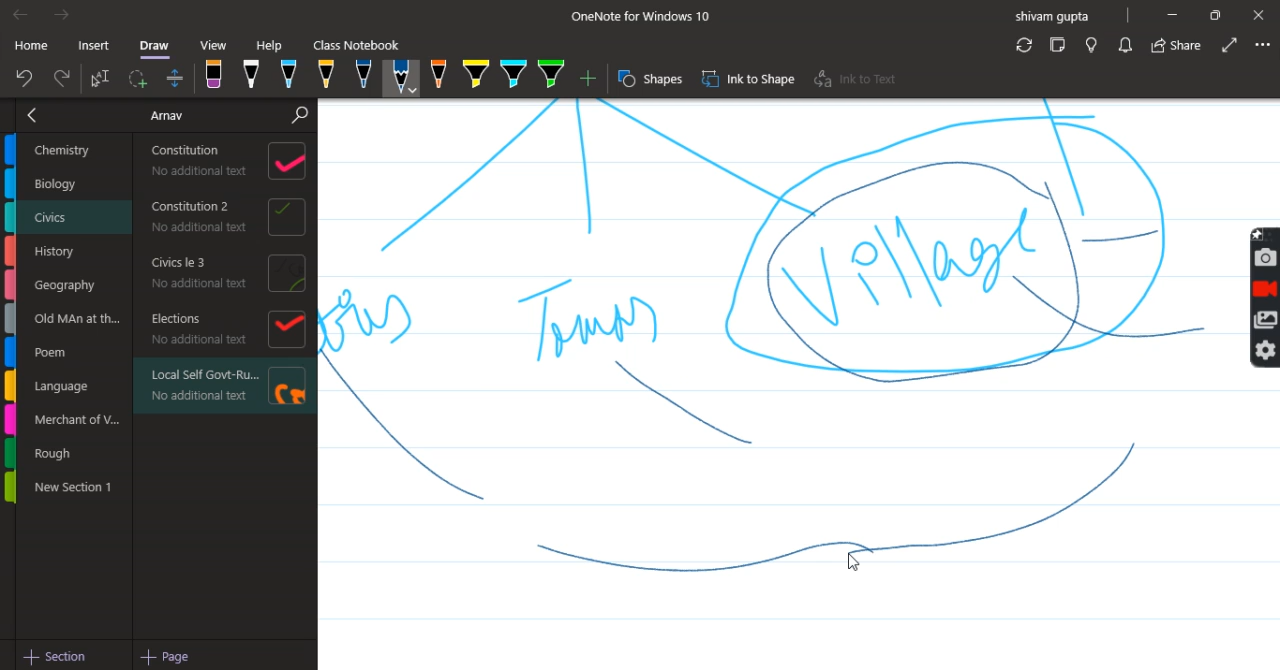 OneNote for Windows 10
shivam gupta
Home Insert Draw View Help Class Notebook
Share
Shapes Ink to Shape Ink to Text
Arnav
Chemistry
Biology
Civics
History
Geography
Old MAn at th...
Poem
Language
Merchant of V...
Rough
New Section 1
Section
Constitution
No additional text
Constitution 2
No additional text
Civics le 3
No additional text
Elections
No additional text
Local Self Govt-Ru...
No additional text
Page
Towns
Village